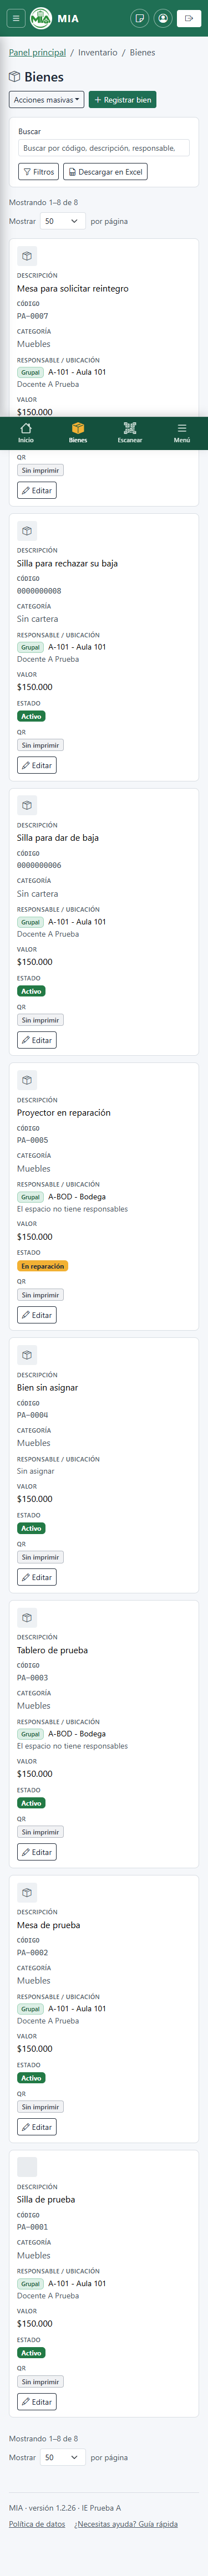 MIA
Panel principal / Inventario / Bienes
Bienes
Acciones masivas
+ Registrar bien
Buscar
Buscar por código, descripción, responsable,
Filtros
Descargar en Excel
Mostrando 1–8 de 8
Mostrar 50 por página
DESCRIPCIÓN
Mesa para solicitar reintegro
CÓDIGO
PA-0007
CATEGORÍA
Muebles
RESPONSABLE / UBICACIÓN
Grupal A-101 - Aula 101
Docente A Prueba
VALOR
$150.000
Inicio
Bienes
Escanear
Menú
QR
Sin imprimir
Editar
DESCRIPCIÓN
Silla para rechazar su baja
CÓDIGO
0000000008
CATEGORÍA
Sin cartera
RESPONSABLE / UBICACIÓN
Grupal A-101 - Aula 101
Docente A Prueba
VALOR
$150.000
ESTADO
Activo
QR
Sin imprimir
Editar
DESCRIPCIÓN
Silla para dar de baja
CÓDIGO
0000000006
CATEGORÍA
Sin cartera
RESPONSABLE / UBICACIÓN
Grupal A-101 - Aula 101
Docente A Prueba
VALOR
$150.000
ESTADO
Activo
QR
Sin imprimir
Editar
DESCRIPCIÓN
Proyector en reparación
CÓDIGO
PA-0005
CATEGORÍA
Muebles
RESPONSABLE / UBICACIÓN
Grupal A-BOD - Bodega
El espacio no tiene responsables
VALOR
$150.000
ESTADO
En reparación
QR
Sin imprimir
Editar
DESCRIPCIÓN
Bien sin asignar
CÓDIGO
PA-0004
CATEGORÍA
Muebles
RESPONSABLE / UBICACIÓN
Sin asignar
VALOR
$150.000
ESTADO
Activo
QR
Sin imprimir
Editar
DESCRIPCIÓN
Tablero de prueba
CÓDIGO
PA-0003
CATEGORÍA
Muebles
RESPONSABLE / UBICACIÓN
Grupal A-BOD - Bodega
El espacio no tiene responsables
VALOR
$150.000
ESTADO
Activo
QR
Sin imprimir
Editar
DESCRIPCIÓN
Mesa de prueba
CÓDIGO
PA-0002
CATEGORÍA
Muebles
RESPONSABLE / UBICACIÓN
Grupal A-101 - Aula 101
Docente A Prueba
VALOR
$150.000
ESTADO
Activo
QR
Sin imprimir
Editar
DESCRIPCIÓN
Silla de prueba
CÓDIGO
PA-0001
CATEGORÍA
Muebles
RESPONSABLE / UBICACIÓN
Grupal A-101 - Aula 101
Docente A Prueba
VALOR
$150.000
ESTADO
Activo
QR
Sin imprimir
Editar
Mostrando 1–8 de 8
Mostrar 50 por página
MIA · versión 1.2.26 · IE Prueba A
Política de datos ¿Necesitas ayuda? Guía rápida